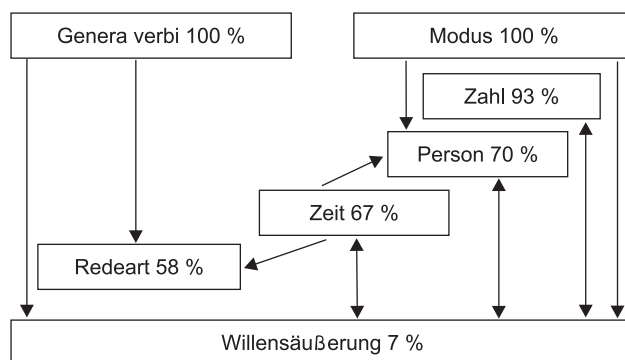 Genera verbi 100 %
Modus 100 %
Zahl 93 %
Person 70 %
Zeit 67 %
Redeart 58 %
Willensäußerung 7 %